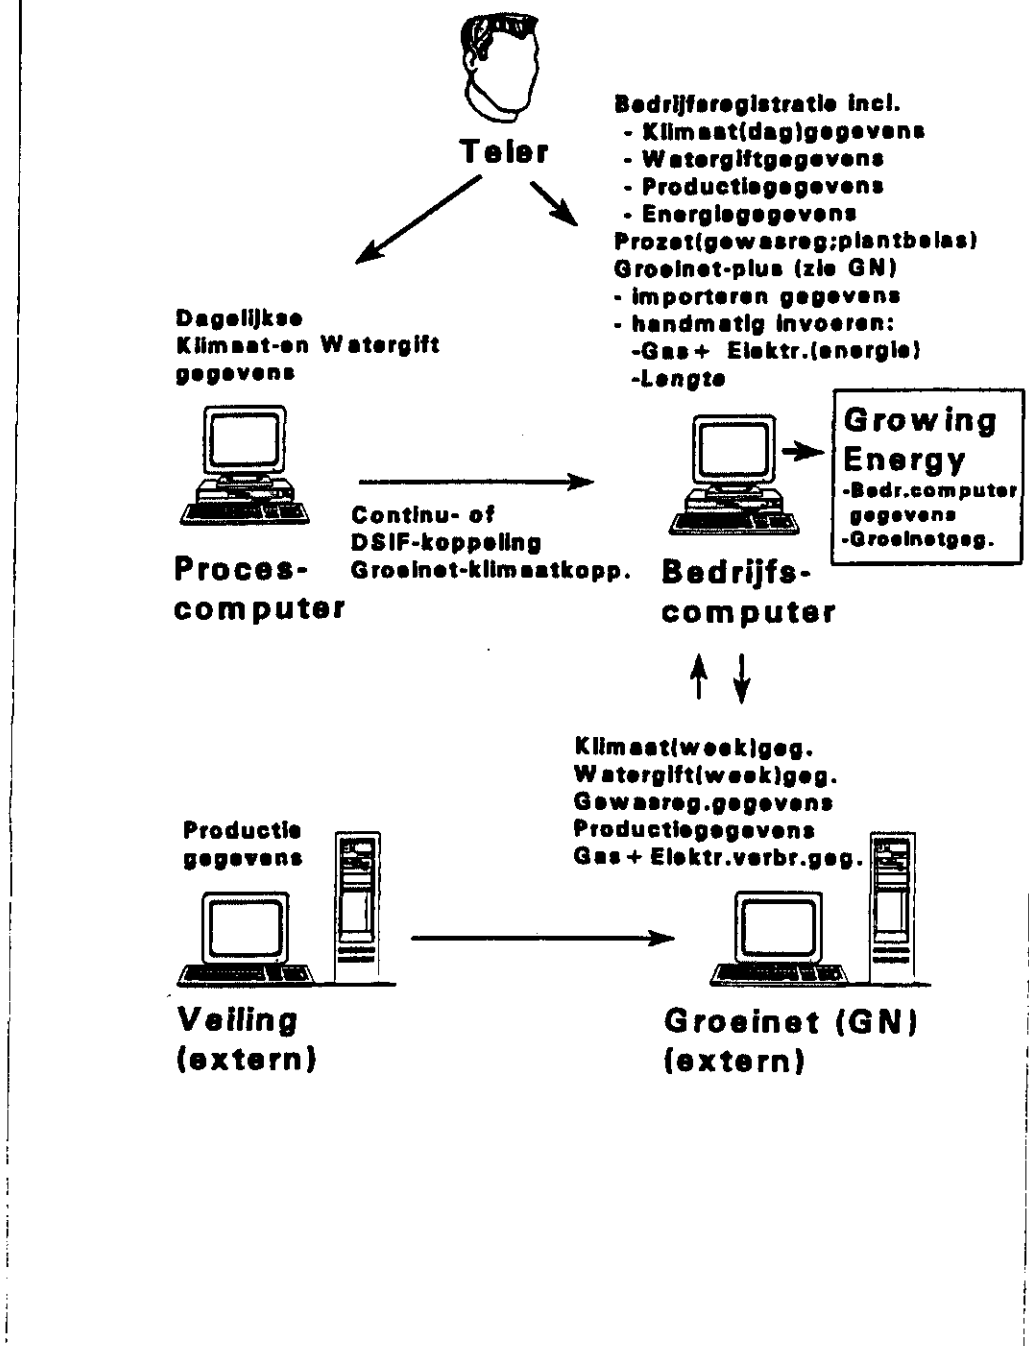 Teler
Bedrijfsregistratie incl.
- Klimaat(dag)gegevens
- Watergiftgegevens
- Productiegegevens
- Energiegegevens
Prozet(gewasreg;plantbelas)
Groeinet-plus (zie GN)
- importeren gegevens
- handmatig invoeren:
-Gas+ Elektr.(energie)
-Lengte
Dagelijkse
Klimaat-en Watergift
gegevens
Growing
Energy
-Bedr.computer
gegevens
-Groeinetgeg.
Continu- of
DSIF-koppeling
Groeinet-klimaatkopp.
Proces-
computer
Bedrijfs-
computer
Klimaat(week)geg.
Watergift(week)geg.
Gewasreg.gegevens
Productiegegevens
Gas+Elektr.verbr.geg.
Productie
gegevens
Veiling
(extern)
Groeinet (GN)
(extern)